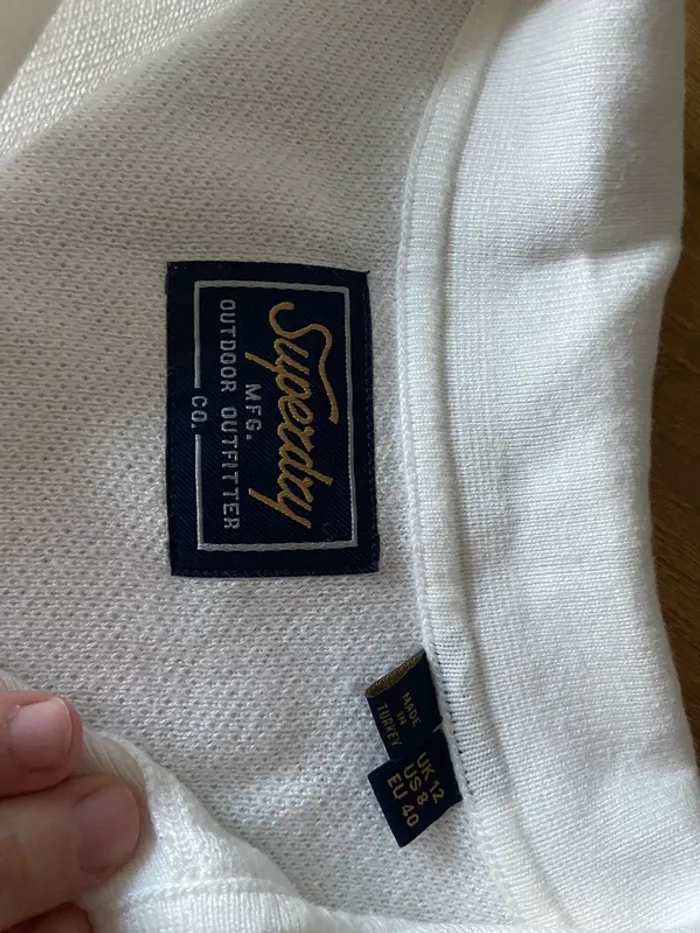 Superdry
MFG.
OUTDOOR OUTFITTER
CO.
MADE
IN
TURKEY
UK 12
US 8
EU 40